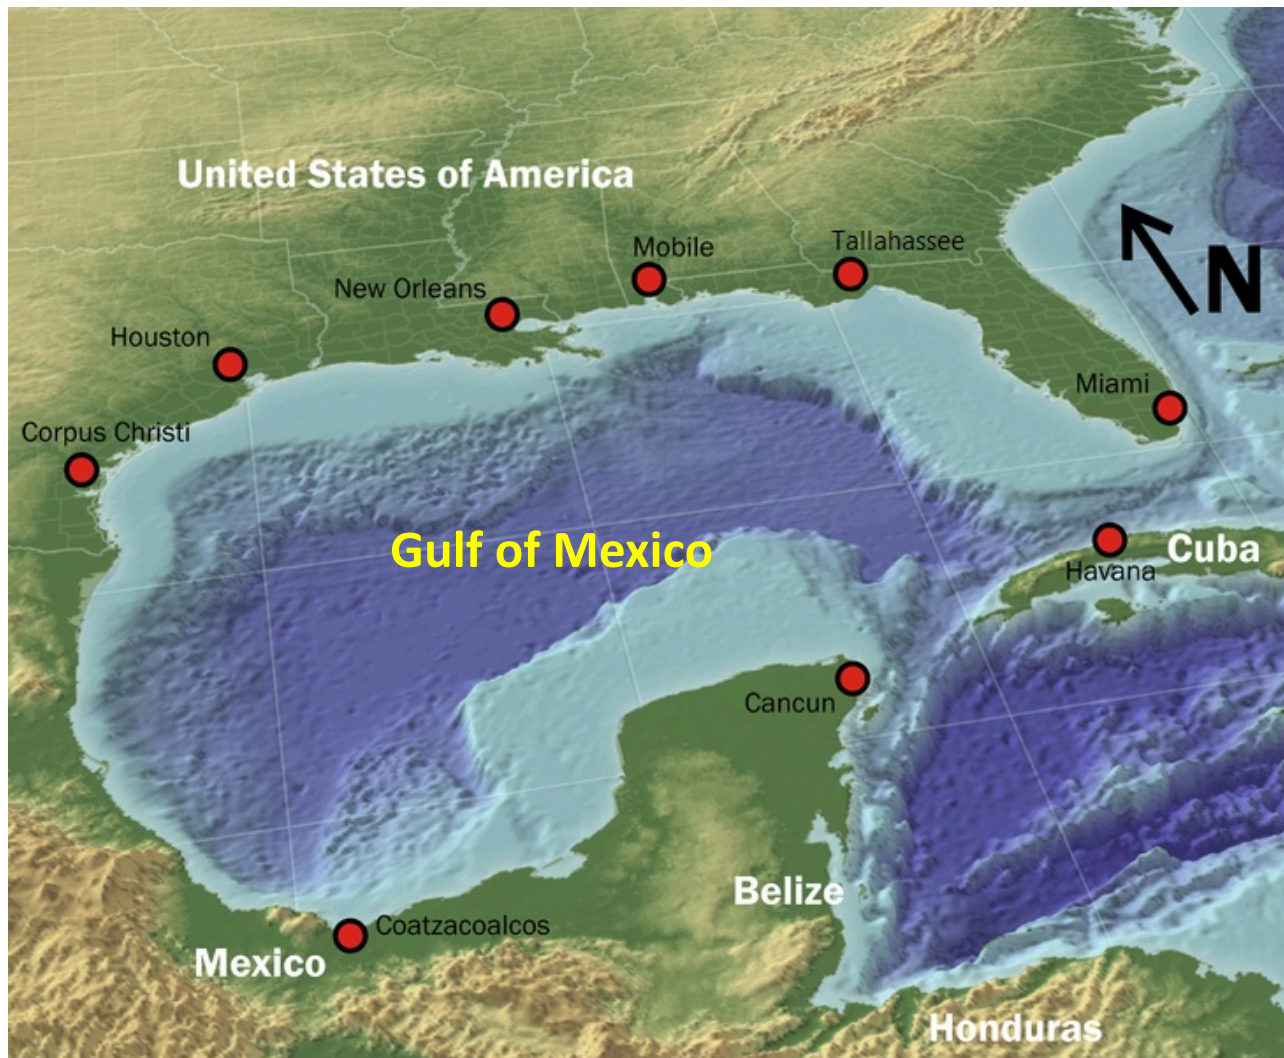 United States of America
Mobile
Tallahassee
N
New Orleans
Houston
Miami
Corpus Christi
Gulf of Mexico
Cuba
Havana
Cancun
Belize
Coatzacoalcos
Mexico
Honduras